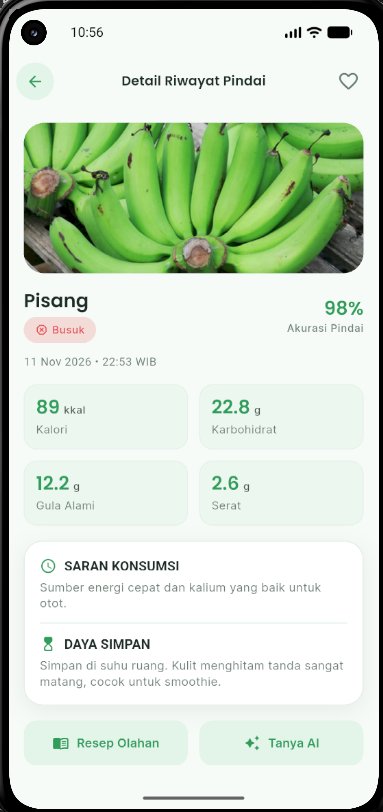 10:56
Detail Riwayat Pindai
Pisang
98%
Busuk
Akurasi Pindai
11 Nov 2026 • 22:53 WIB
89 kkal
22.8 g
Kalori
Karbohidrat
12.2 g
2.6 g
Gula Alami
Serat
SARAN KONSUMSI
Sumber energi cepat dan kalium yang baik untuk
otot.
DAYA SIMPAN
Simpan di suhu ruang. Kulit menghitam tanda sangat
matang, cocok untuk smoothie.
Resep Olahan
Tanya AI